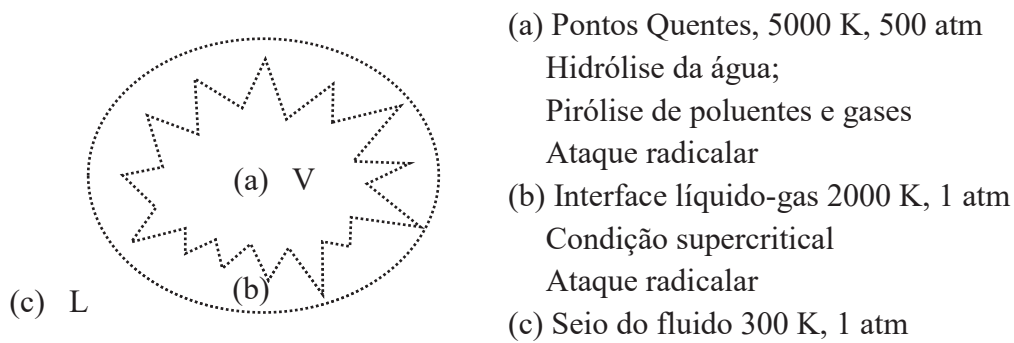 (a) Pontos Quentes, 5000 K, 500 atm
Hidrólise da água;
Pirólise de poluentes e gases
Ataque radicalar
(b) Interface líquido-gas 2000 K, 1 atm
Condição supercritical
Ataque radicalar
(c) Seio do fluido 300 K, 1 atm
(a) V
(b)
(c) L